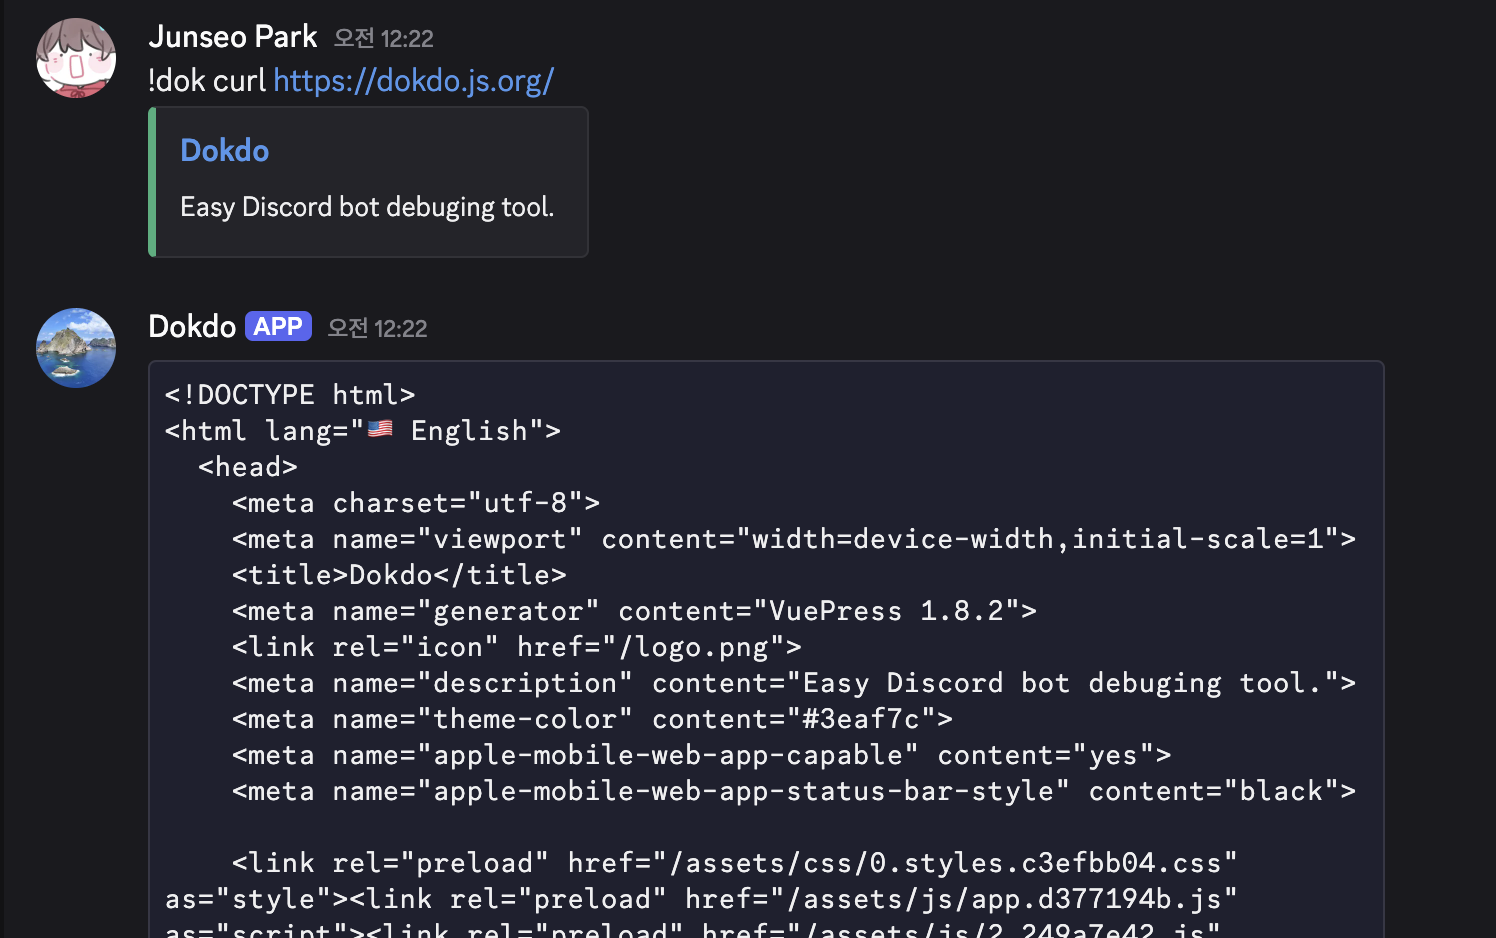 Junseo Park 오전 12:22
!dok curl https://dokdo.js.org/
Dokdo
Easy Discord bot debuging tool.
Dokdo APP 오전 12:22
<!DOCTYPE html>
<html lang="🇺🇸 English">
  <head>
    <meta charset="utf-8">
    <meta name="viewport" content="width=device-width,initial-scale=1">
    <title>Dokdo</title>
    <meta name="generator" content="VuePress 1.8.2">
    <link rel="icon" href="/logo.png">
    <meta name="description" content="Easy Discord bot debuging tool.">
    <meta name="theme-color" content="#3eaf7c">
    <meta name="apple-mobile-web-app-capable" content="yes">
    <meta name="apple-mobile-web-app-status-bar-style" content="black">
    <link rel="preload" href="/assets/css/0.styles.c3efbb04.css"
as="style"><link rel="preload" href="/assets/js/app.d377194b.js"
as="script"><link rel="preload" href="/assets/js/2.249a7e42.js"